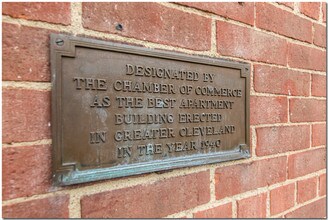 DESIGNATED BY
THE CHAMBER OF COMMERCE
AS THE BEST APARTMENT
BUILDING ERECTED
IN GREATER CLEVELAND
IN THE YEAR 1940